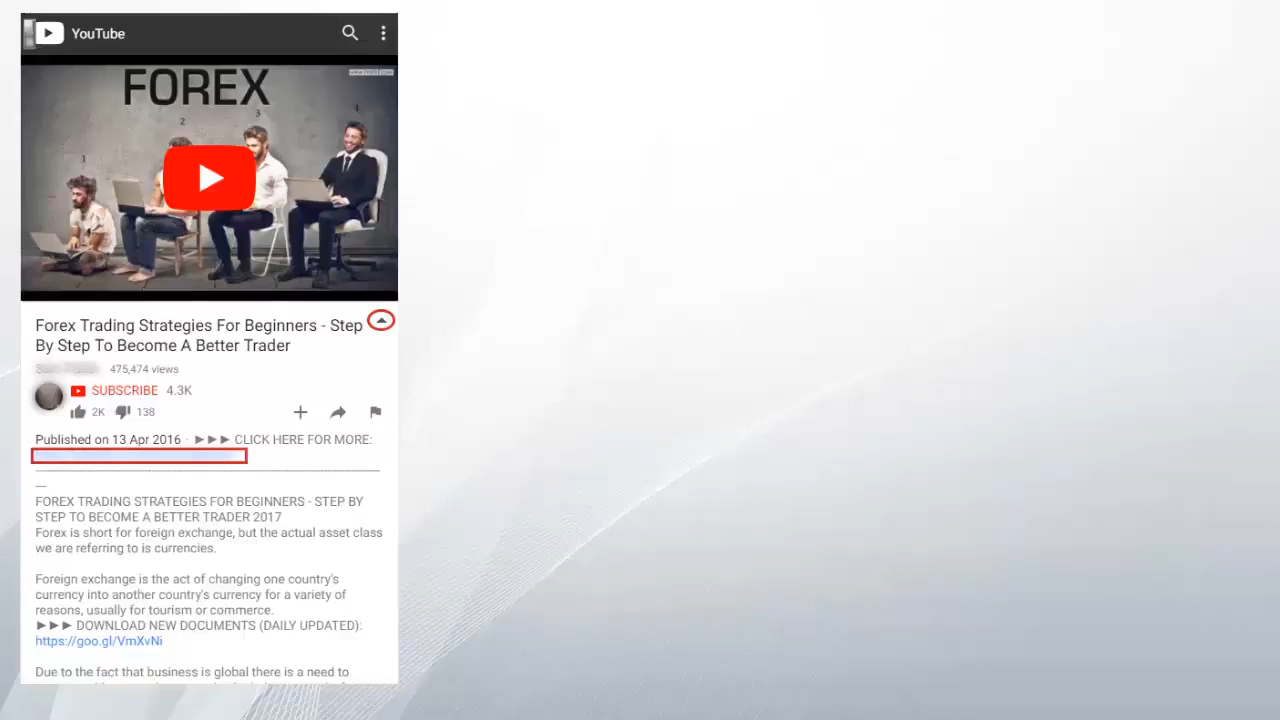 YouTube
FOREX
1
2
3
4
Forex Trading Strategies For Beginners - Step
By Step To Become A Better Trader
475,474 views
SUBSCRIBE 4.3K
2K 138
Published on 13 Apr 2016 · ►►► CLICK HERE FOR MORE:
FOREX TRADING STRATEGIES FOR BEGINNERS - STEP BY
STEP TO BECOME A BETTER TRADER 2017
Forex is short for foreign exchange, but the actual asset class
we are referring to is currencies.
Foreign exchange is the act of changing one country's
currency into another country's currency for a variety of
reasons, usually for tourism or commerce.
►►► DOWNLOAD NEW DOCUMENTS (DAILY UPDATED):
https://goo.gl/VmXvNi
Due to the fact that business is global there is a need to